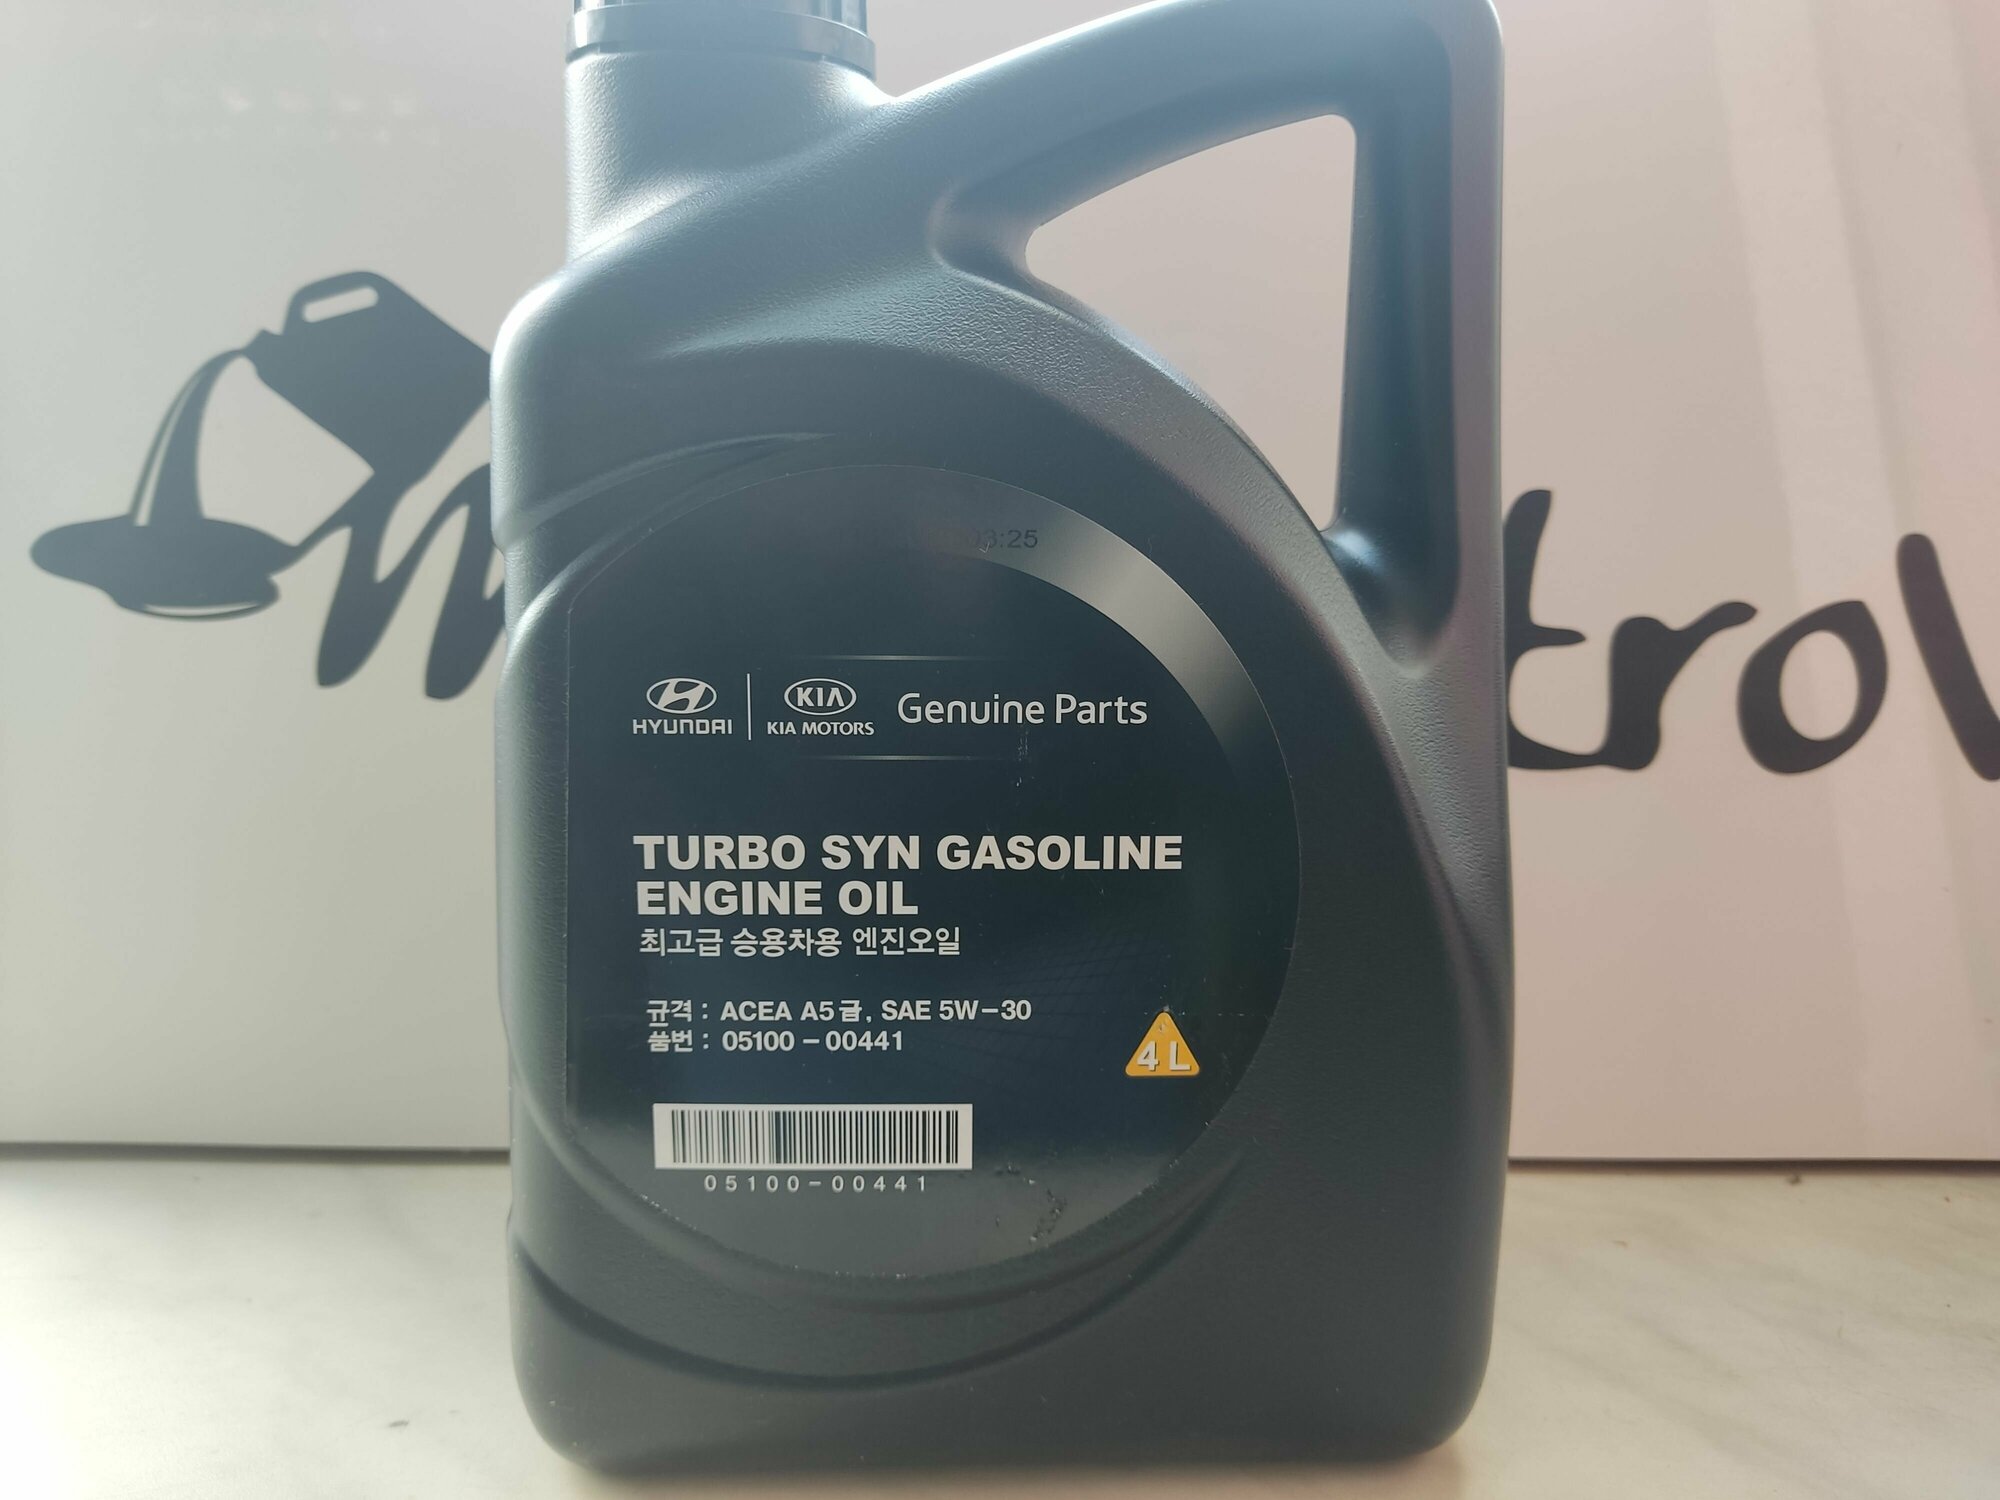 HYUNDAI
KIA
KIA MOTORS
Genuine Parts
TURBO SYN GASOLINE
ENGINE OIL
최고급 승용차용 엔진오일
규격 : ACEA A5급, SAE 5W-30
품번 : 05100-00441
4 L
05100-00441